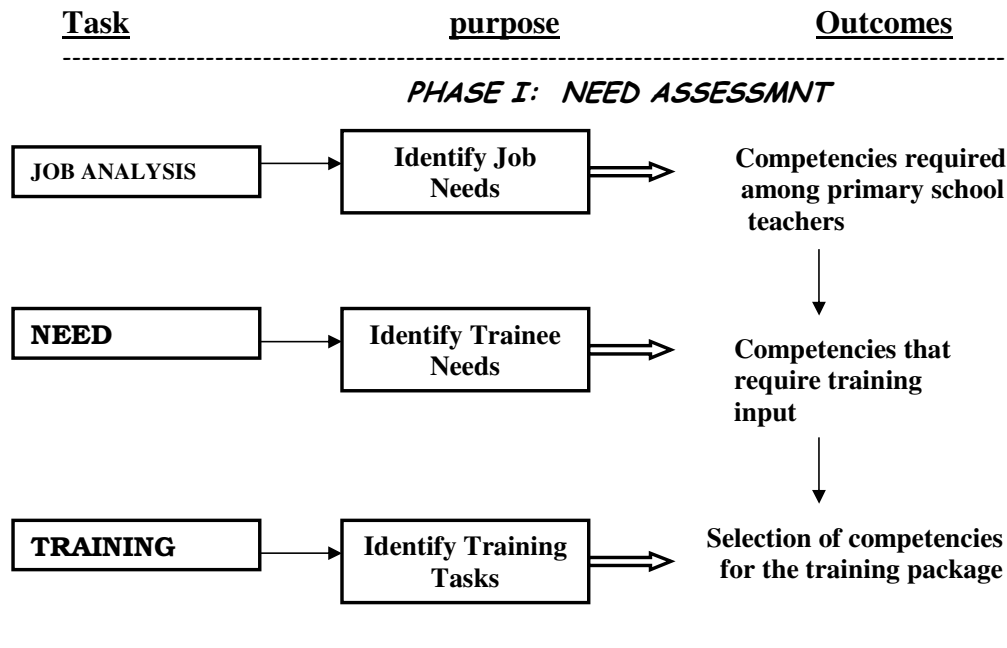 Task purpose Outcomes
----------------------------------------------------------------------------------------------------
PHASE I: NEED ASSESSMNT
JOB ANALYSIS
Identify Job
Needs
Competencies required
among primary school
teachers
NEED
Identify Trainee
Needs
Competencies that
require training
input
TRAINING
Identify Training
Tasks
Selection of competencies
for the training package